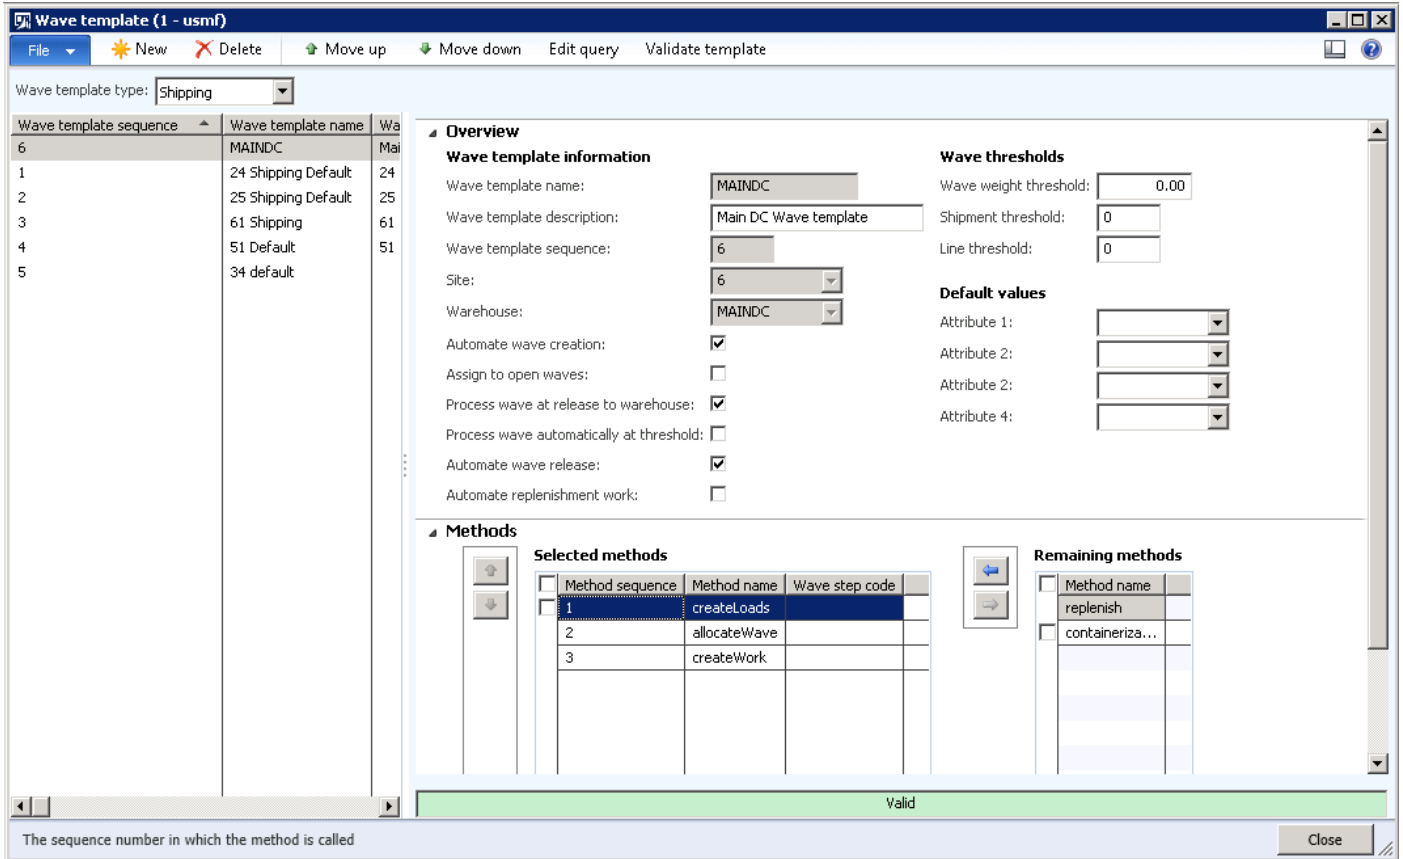 Wave template (1 - usmf)
File New Delete Move up Move down Edit query Validate template
Wave template type: Shipping
Wave template sequence Wave template name Wa
6 MAINDC Mai
1 24 Shipping Default 24
2 25 Shipping Default 25
3 61 Shipping 61
4 51 Default 51
5 34 default
Overview
Wave template information
Wave template name: MAINDC
Wave template description: Main DC Wave template
Wave template sequence: 6
Site: 6
Warehouse: MAINDC
Automate wave creation:
Assign to open waves:
Process wave at release to warehouse:
Process wave automatically at threshold:
Automate wave release:
Automate replenishment work:
Wave thresholds
Wave weight threshold: 0.00
Shipment threshold: 0
Line threshold: 0
Default values
Attribute 1:
Attribute 2:
Attribute 2:
Attribute 4:
Methods
Selected methods
Method sequence Method name Wave step code
1 createLoads
2 allocateWave
3 createWork
Remaining methods
Method name
replenish
containeriza...
Valid
The sequence number in which the method is called
Close